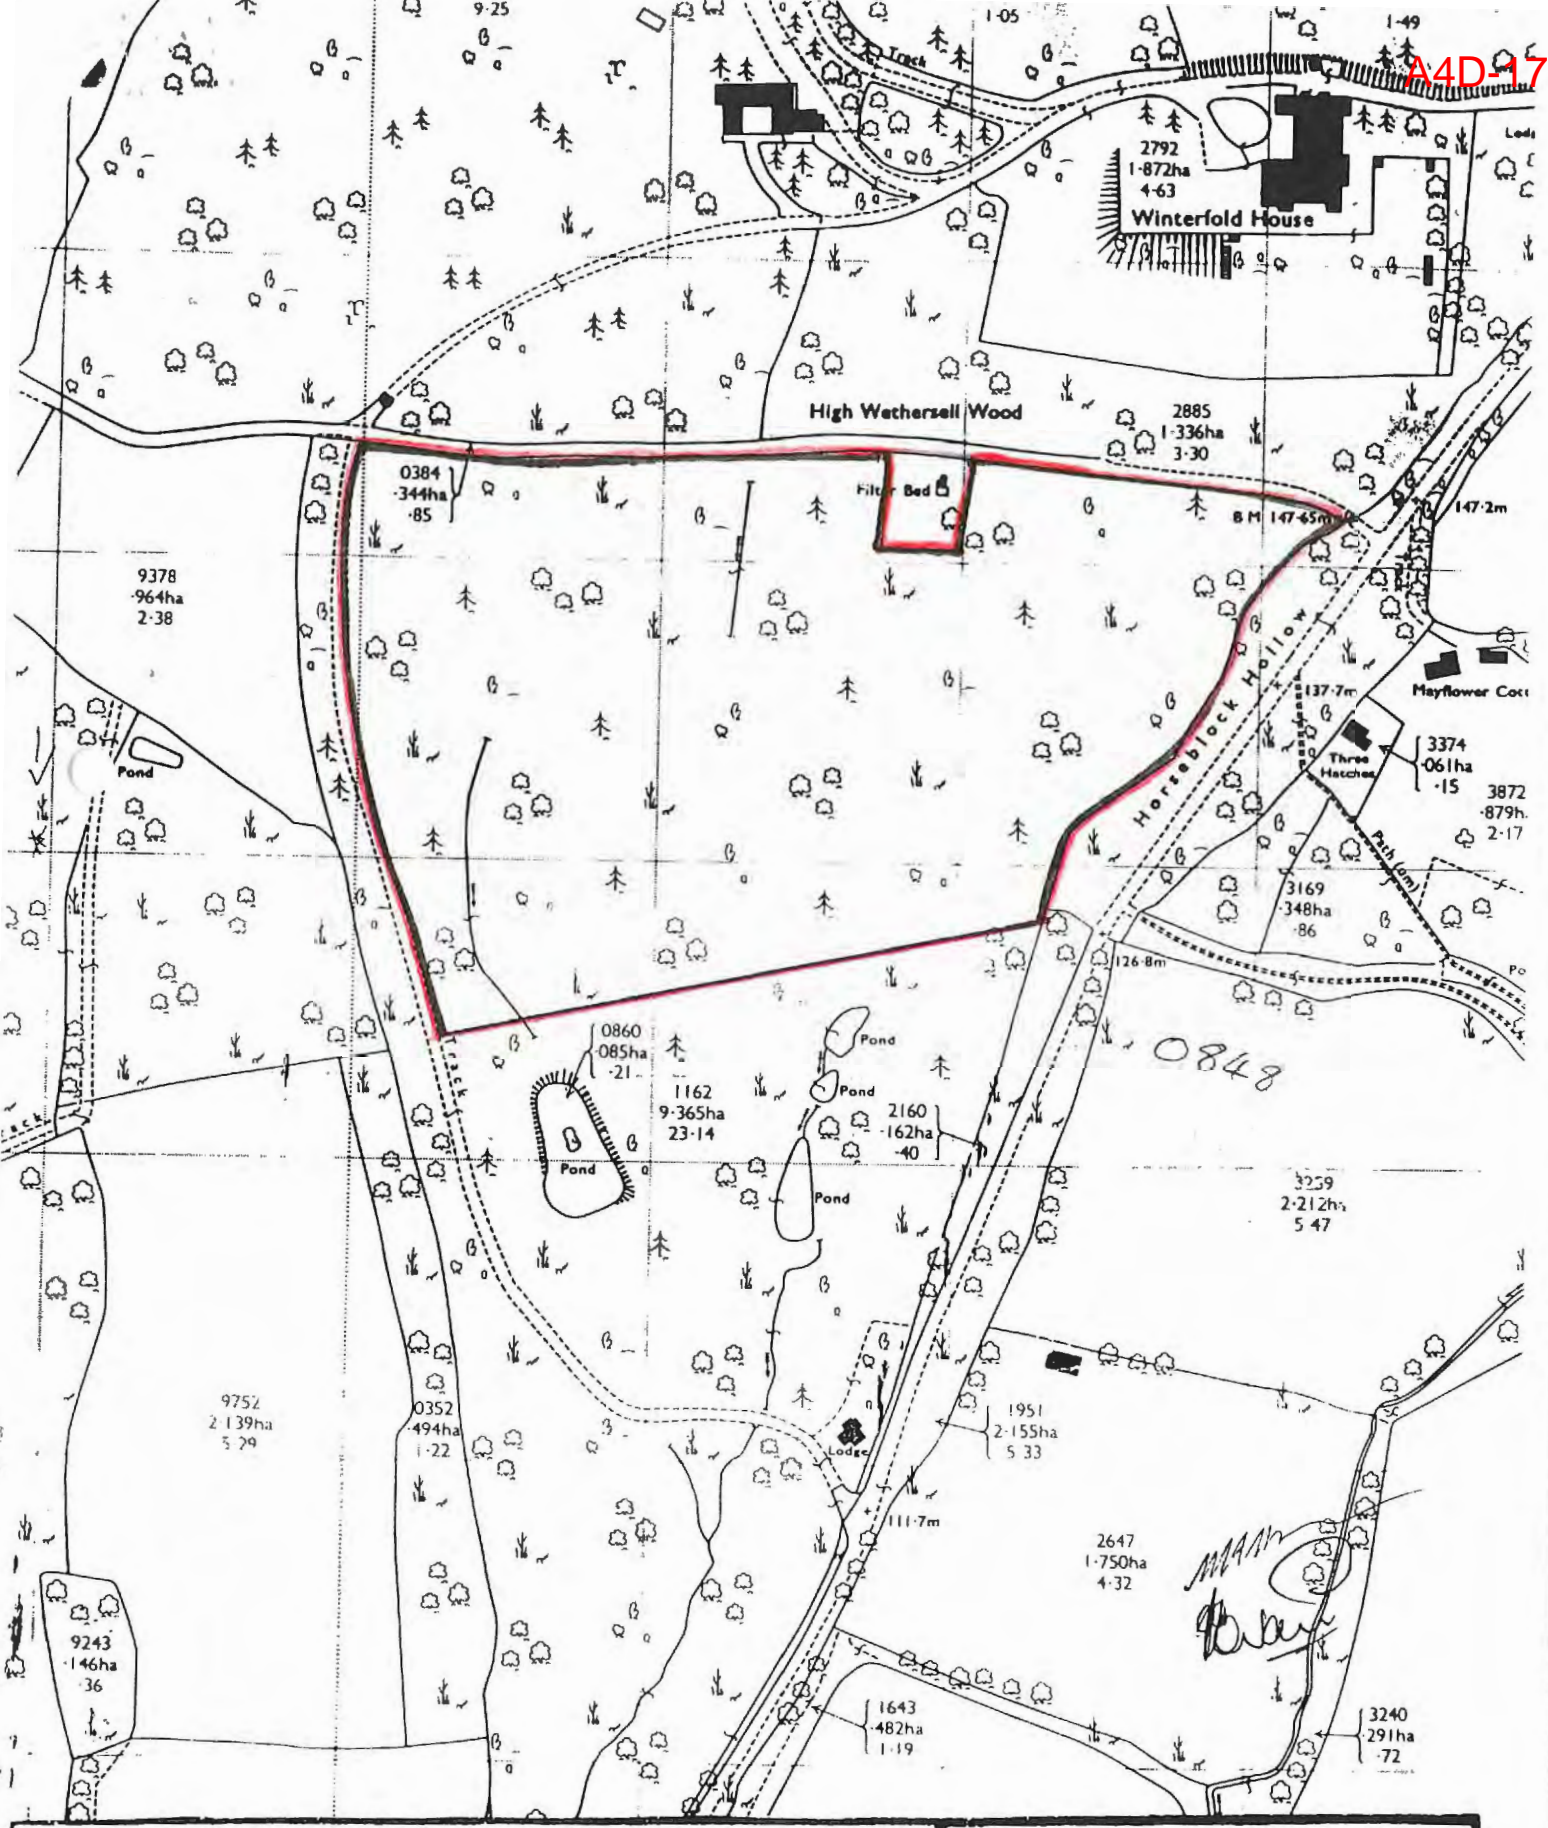 9·25
1·05
1·49
A4D-17
Track
2792
1·872ha
4·63
Winterfold House
High Wethersell Wood
2885
1·336ha
3·30
0384
·344ha
·85
Filter Bed
B M 147·65m
147·2m
9378
·964ha
2·38
Horseblock Hollow
137·7m
Mayflower
Pond
Three
Hatches
3374
·061ha
·15
3872
·879h
2·17
Path (um)
3169
·348ha
·86
126·8m
Track
0860
·085ha
·21
Pond
Pond
0848
1162
9·365ha
23·14
2160
·162ha
·40
Pond
Pond
3259
2·212ha
5 47
9752
2·139ha
5·29
0352
·494ha
1·22
Lodge
1951
2·155ha
5 33
111·7m
2647
1·750ha
4·32
9243
·146ha
·36
1643
·482ha
1·19
3240
·291ha
·72